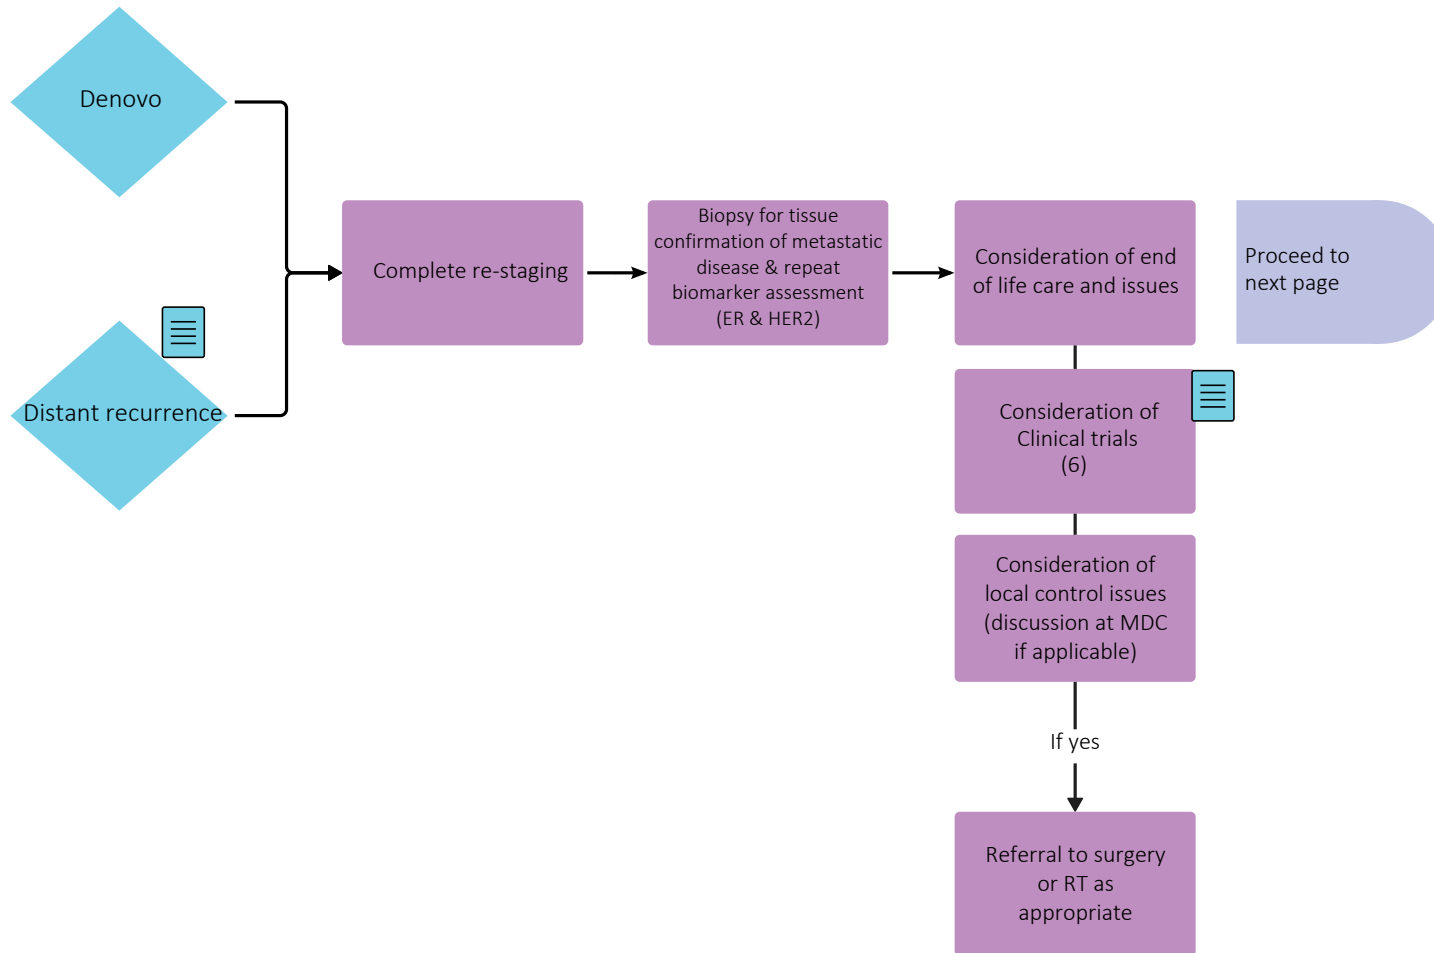 Denovo
Distant recurrence
Complete re-staging
Biopsy for tissue
confirmation of metastatic
disease & repeat
biomarker assessment
(ER & HER2)
Consideration of end
of life care and issues
Proceed to
next page
Consideration of
Clinical trials
(6)
Consideration of
local control issues
(discussion at MDC
if applicable)
If yes
Referral to surgery
or RT as
appropriate